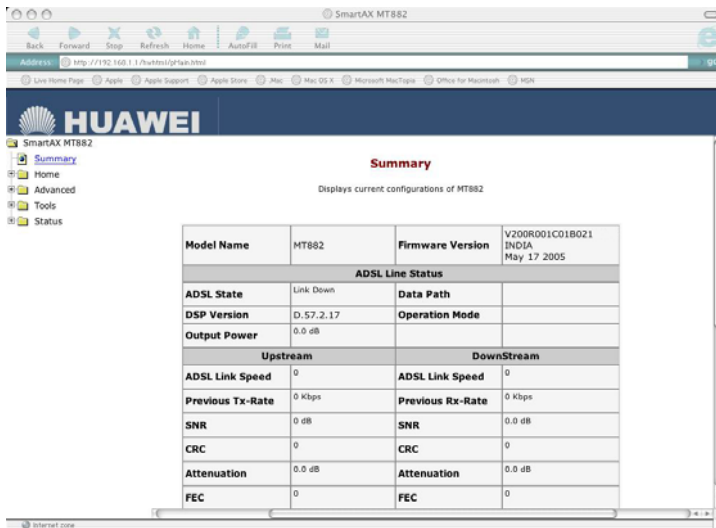 SmartAX MT882
Back Forward Stop Refresh Home AutoFill Print Mail
Address http://192.168.1.1/hwhtml/pMain.html go
Live Home Page Apple Apple Support Apple Store .Mac Mac OS X Microsoft MacTopia Office for Macintosh MSN
HUAWEI
SmartAX MT882
Summary
Home
Advanced
Tools
Status
Summary
Displays current configurations of MT882
Model Name MT882 Firmware Version V200R001C01B021 INDIA May 17 2005
ADSL Line Status
ADSL State Link Down Data Path
DSP Version D.57.2.17 Operation Mode
Output Power 0.0 dB
Upstream DownStream
ADSL Link Speed 0 ADSL Link Speed 0
Previous Tx-Rate 0 Kbps Previous Rx-Rate 0 Kbps
SNR 0 dB SNR 0.0 dB
CRC 0 CRC 0
Attenuation 0.0 dB Attenuation 0.0 dB
FEC 0 FEC 0
Internet zone